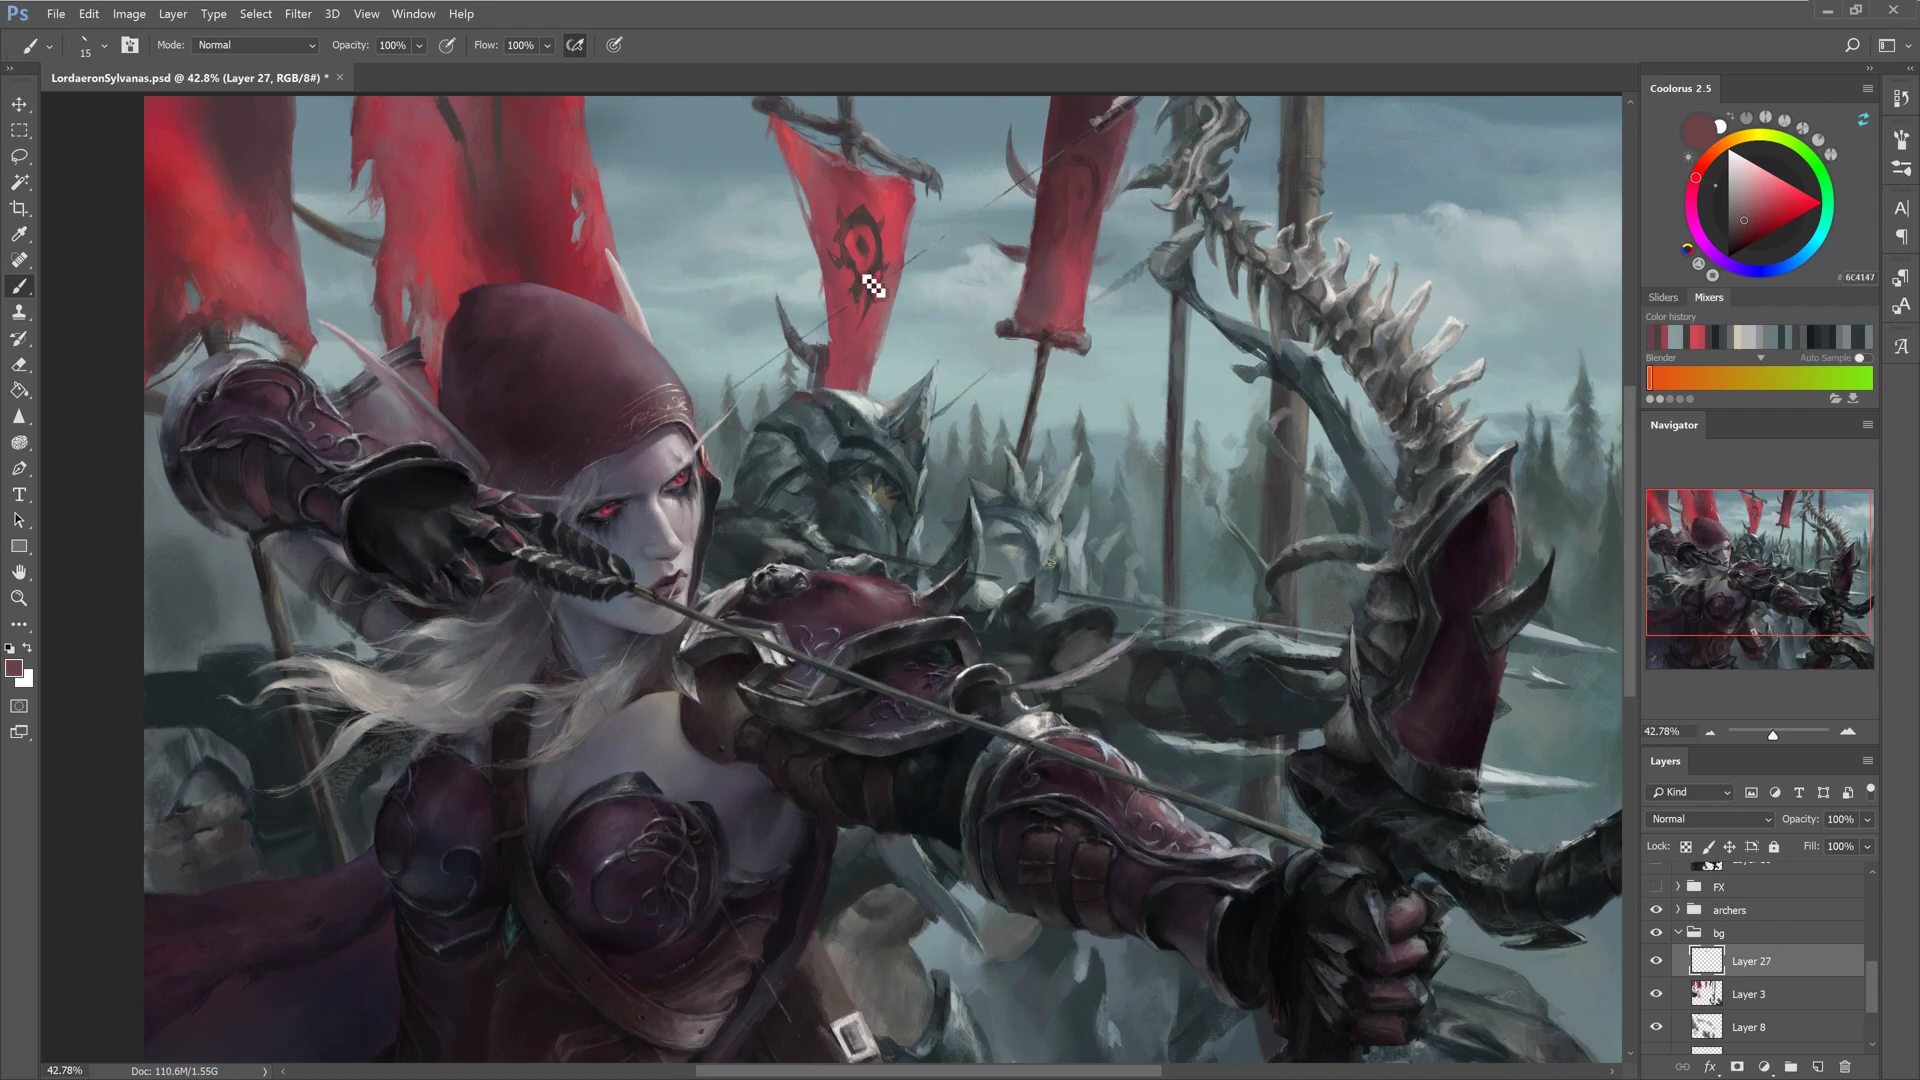 Ps File Edit Image Layer Type Select Filter 3D View Window Help
15 Mode: Normal Opacity: 100% Flow: 100%
LordaeronSylvanas.psd @ 42.8% (Layer 27, RGB/8#) *
Coolorus 2.5
# 6C4147
Sliders Mixers
Color history
Blender Auto Sample
Navigator
42.78%
Layers
Kind
Normal Opacity: 100%
Lock: Fill: 100%
FX
archers
bg
Layer 27
Layer 3
Layer 8
42.78% Doc: 110.6M/1.55G